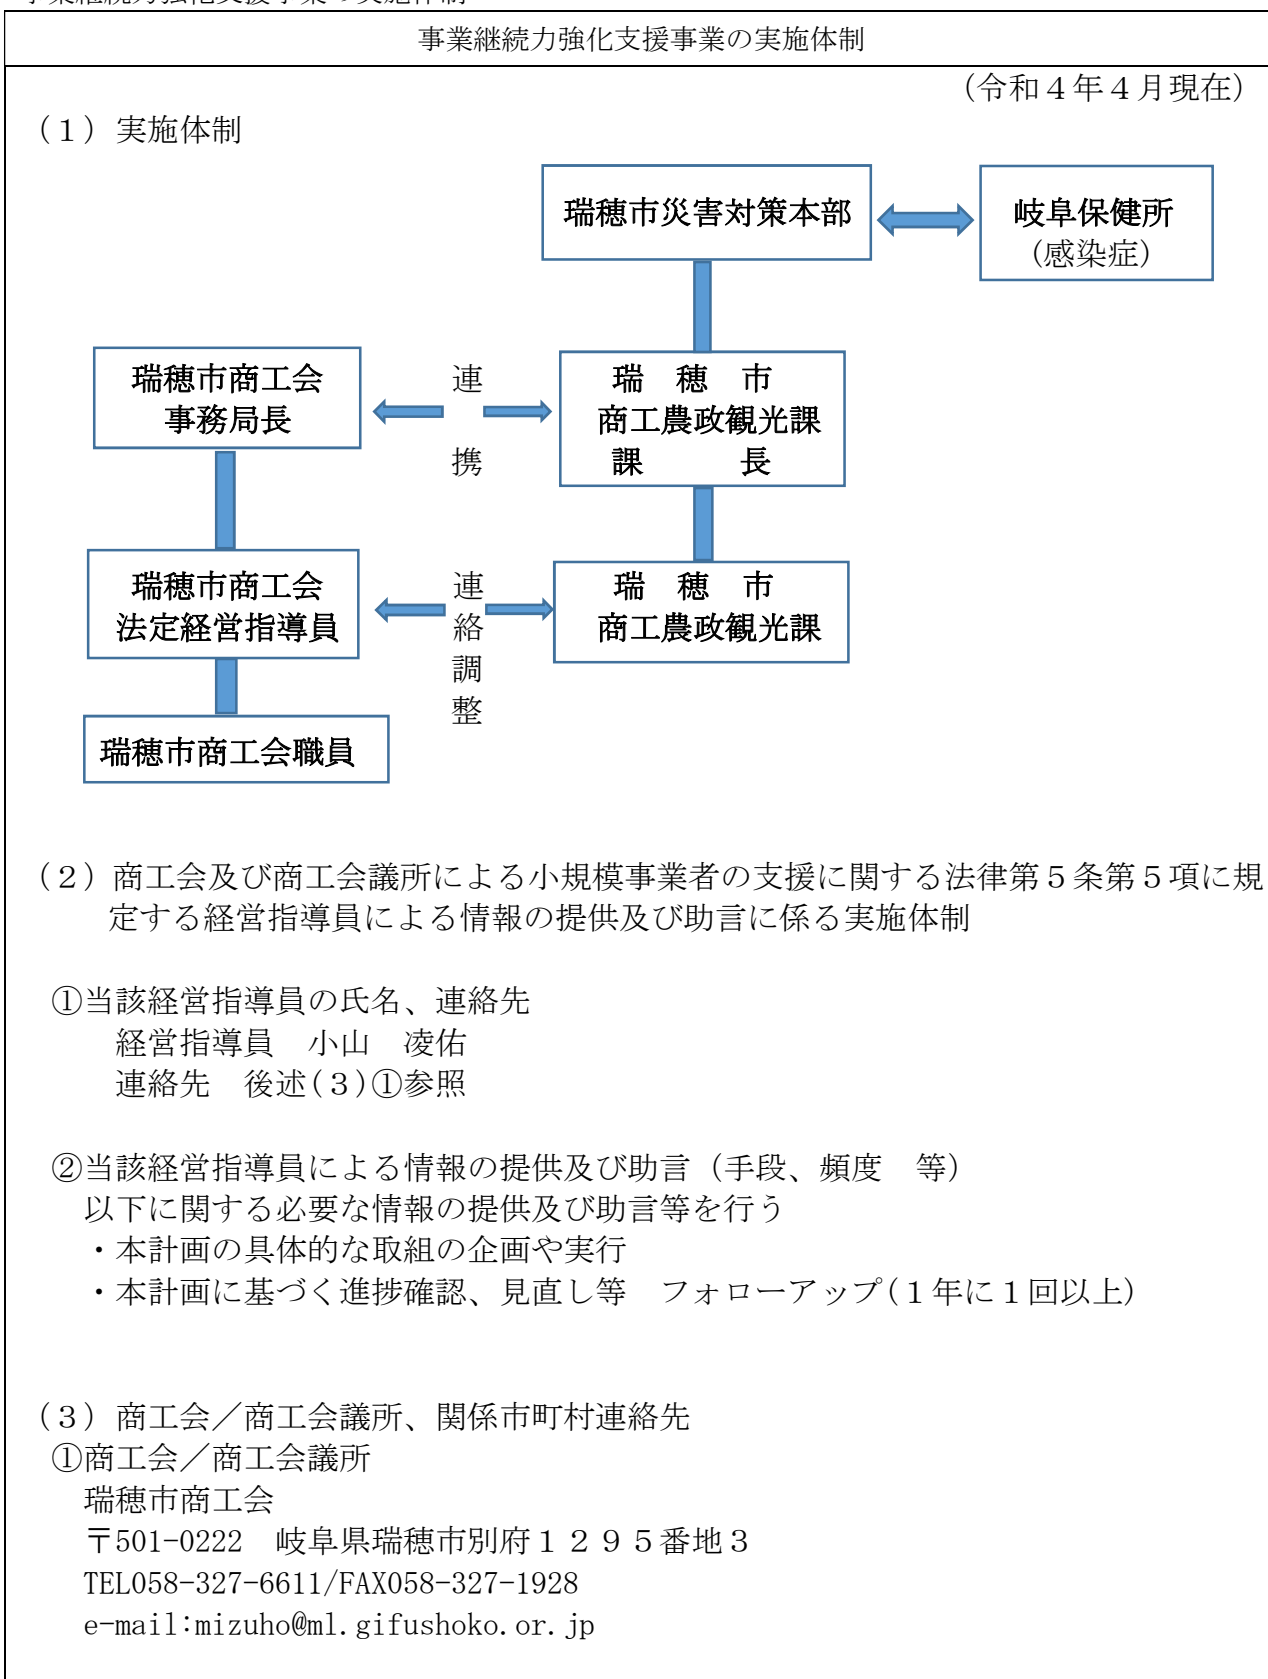 事業継続力強化支援事業の実施体制
(令和４年４月現在)
(１) 実施体制
瑞穂市災害対策本部
岐阜保健所
(感染症)
瑞穂市商工会
事務局長
連
携
瑞　穂　市
商工農政観光課
課　　　長
瑞穂市商工会
法定経営指導員
連
絡
調
整
瑞　穂　市
商工農政観光課
瑞穂市商工会職員
(２) 商工会及び商工会議所による小規模事業者の支援に関する法律第５条第５項に規
定する経営指導員による情報の提供及び助言に係る実施体制
①当該経営指導員の氏名、連絡先
経営指導員　小山　凌佑
連絡先　後述(３)①参照
②当該経営指導員による情報の提供及び助言（手段、頻度　等）
以下に関する必要な情報の提供及び助言等を行う
・本計画の具体的な取組の企画や実行
・本計画に基づく進捗確認、見直し等　フォローアップ(１年に１回以上)
(３) 商工会／商工会議所、関係市町村連絡先
①商工会／商工会議所
瑞穂市商工会
〒501-0222　岐阜県瑞穂市別府１２９５番地３
TEL058-327-6611/FAX058-327-1928
e-mail:mizuho@ml.gifushoko.or.jp